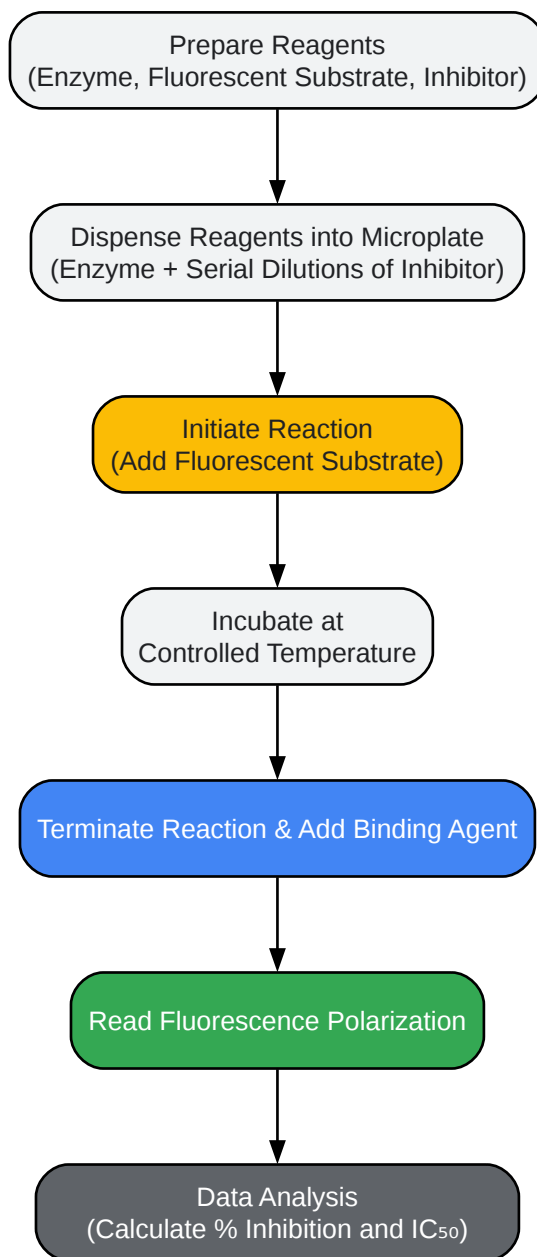 Prepare Reagents
(Enzyme, Fluorescent Substrate, Inhibitor)
Dispense Reagents into Microplate
(Enzyme + Serial Dilutions of Inhibitor)
Initiate Reaction
(Add Fluorescent Substrate)
Incubate at
Controlled Temperature
Terminate Reaction & Add Binding Agent
Read Fluorescence Polarization
Data Analysis
(Calculate % Inhibition and IC₅₀)